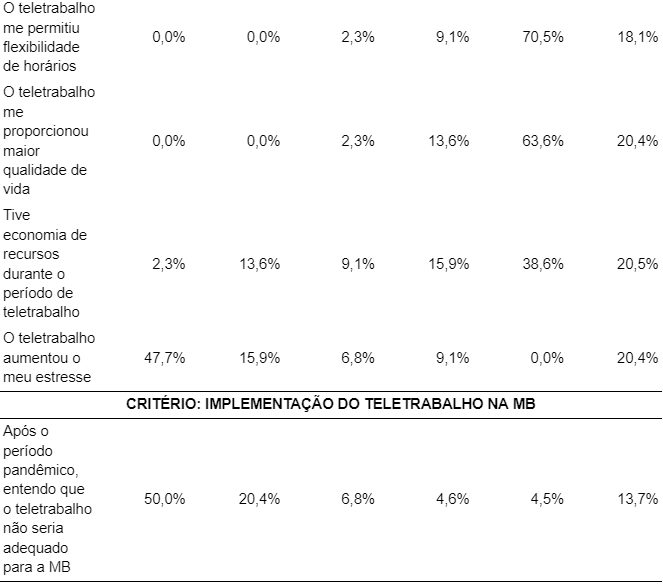 O teletrabalho
me permitiu
flexibilidade
de horários
0,0% 0,0% 2,3% 9,1% 70,5% 18,1%
O teletrabalho
me
proporcionou
maior
qualidade de
vida
0,0% 0,0% 2,3% 13,6% 63,6% 20,4%
Tive
economia de
recursos
durante o
período de
teletrabalho
2,3% 13,6% 9,1% 15,9% 38,6% 20,5%
O teletrabalho
aumentou o
meu estresse
47,7% 15,9% 6,8% 9,1% 0,0% 20,4%
CRITÉRIO: IMPLEMENTAÇÃO DO TELETRABALHO NA MB
Após o
período
pandêmico,
entendo que
o teletrabalho
não seria
adequado
para a MB
50,0% 20,4% 6,8% 4,6% 4,5% 13,7%